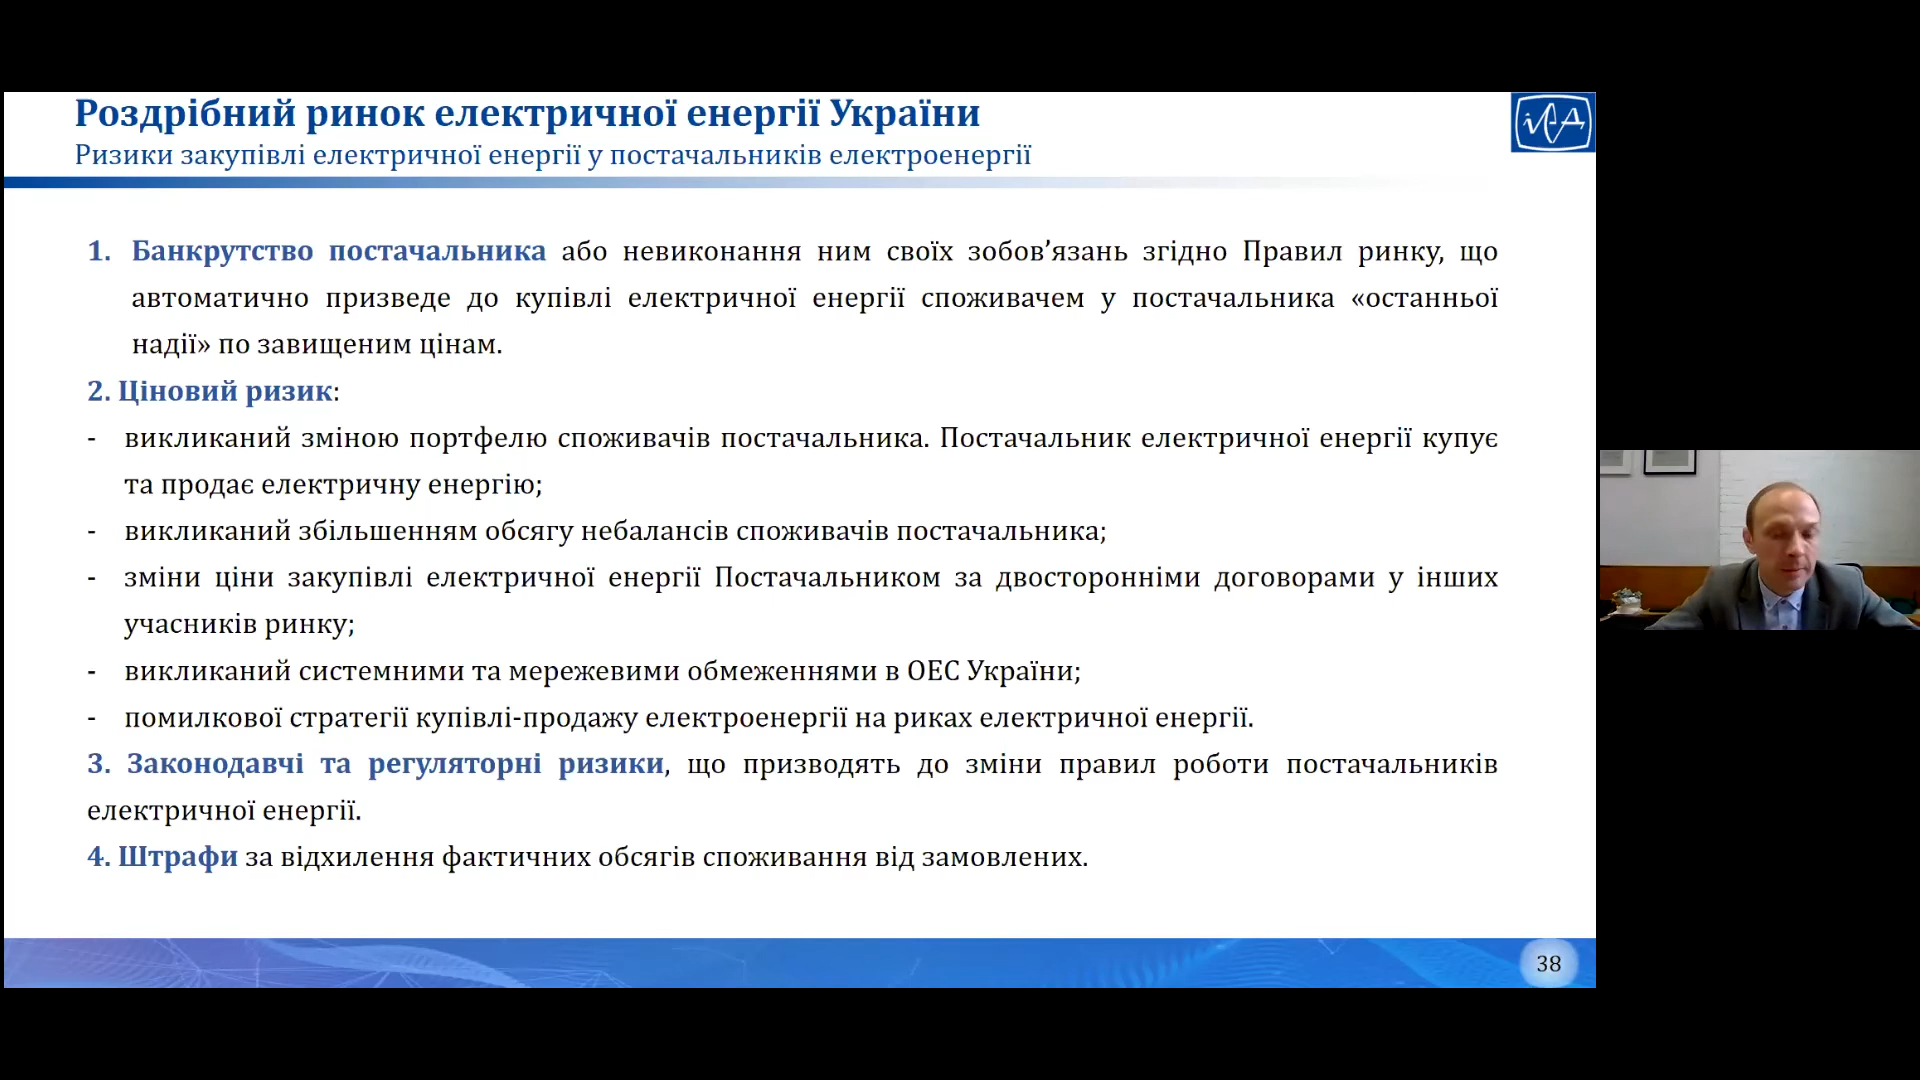 Роздрібний ринок електричної енергії України
Ризики закупівлі електричної енергії у постачальників електроенергії
ІЕД
1. Банкрутство постачальника або невиконання ним своїх зобов’язань згідно Правил ринку, що
автоматично призведе до купівлі електричної енергії споживачем у постачальника «останньої
надії» по завищеним цінам.
2. Ціновий ризик:
- викликаний зміною портфелю споживачів постачальника. Постачальник електричної енергії купує
та продає електричну енергію;
- викликаний збільшенням обсягу небалансів споживачів постачальника;
- зміни ціни закупівлі електричної енергії Постачальником за двосторонніми договорами у інших
учасників ринку;
- викликаний системними та мережевими обмеженнями в ОЕС України;
- помилкової стратегії купівлі-продажу електроенергії на риках електричної енергії.
3. Законодавчі та регуляторні ризики, що призводять до зміни правил роботи постачальників
електричної енергії.
4. Штрафи за відхилення фактичних обсягів споживання від замовлених.
38